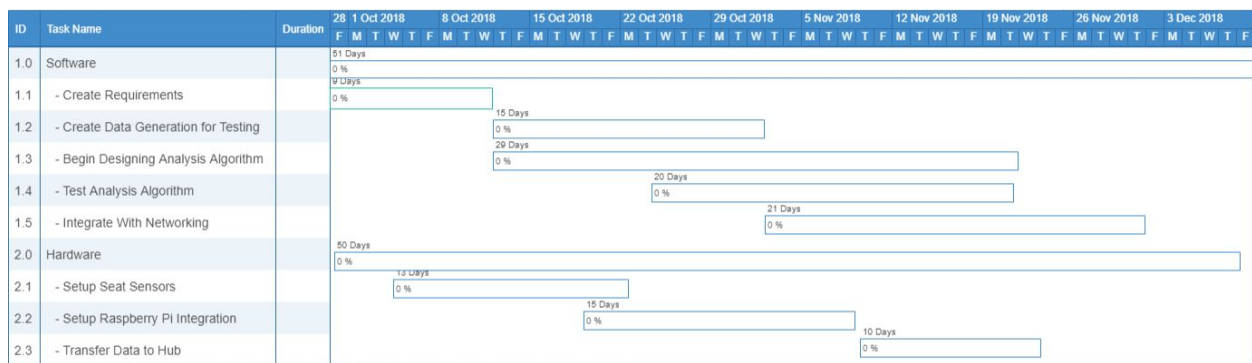 ID Task Name Duration 28 1 Oct 2018 8 Oct 2018 15 Oct 2018 22 Oct 2018 29 Oct 2018 5 Nov 2018 12 Nov 2018 19 Nov 2018 26 Nov 2018 3 Dec 2018
F M T W T F M T W T F M T W T F M T W T F M T W T F M T W T F M T W T F M T W T F M T W T F M T W T F
51 Days
1.0 Software 0 %
9 Days
1.1 - Create Requirements 0 %
15 Days
1.2 - Create Data Generation for Testing 0 %
29 Days
1.3 - Begin Designing Analysis Algorithm 0 %
20 Days
1.4 - Test Analysis Algorithm 0 %
21 Days
1.5 - Integrate With Networking 0 %
50 Days
2.0 Hardware 0 %
13 Days
2.1 - Setup Seat Sensors 0 %
15 Days
2.2 - Setup Raspberry Pi Integration 0 %
10 Days
2.3 - Transfer Data to Hub 0 %